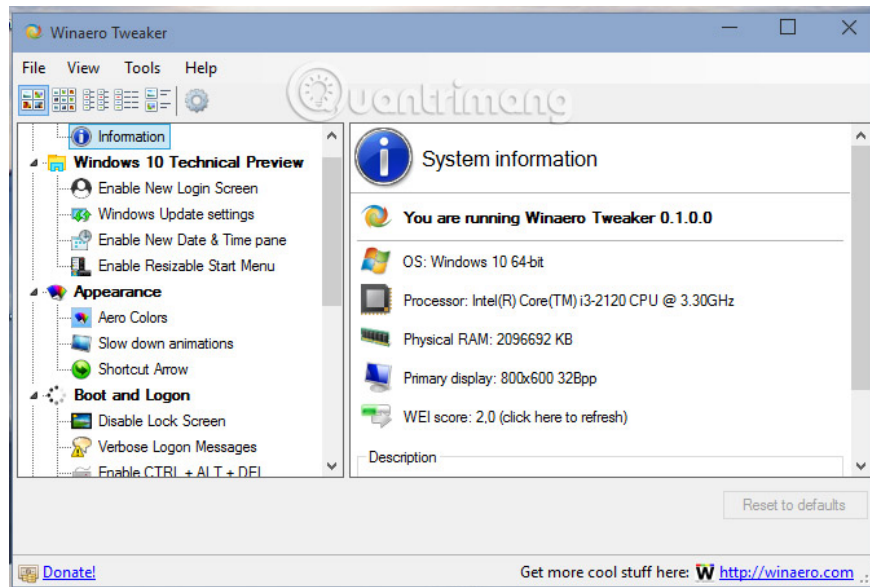 Winaero Tweaker
File View Tools Help
Quantrimang
Information
Windows 10 Technical Preview
Enable New Login Screen
Windows Update settings
Enable New Date & Time pane
Enable Resizable Start Menu
Appearance
Aero Colors
Slow down animations
Shortcut Arrow
Boot and Logon
Disable Lock Screen
Verbose Logon Messages
Enable CTRL + ALT + DEL
System information
You are running Winaero Tweaker 0.1.0.0
OS: Windows 10 64-bit
Processor: Intel(R) Core(TM) i3-2120 CPU @ 3.30GHz
Physical RAM: 2096692 KB
Primary display: 800x600 32Bpp
WEI score: 2,0 (click here to refresh)
Description
Reset to defaults
Donate!
Get more cool stuff here: W http://winaero.com